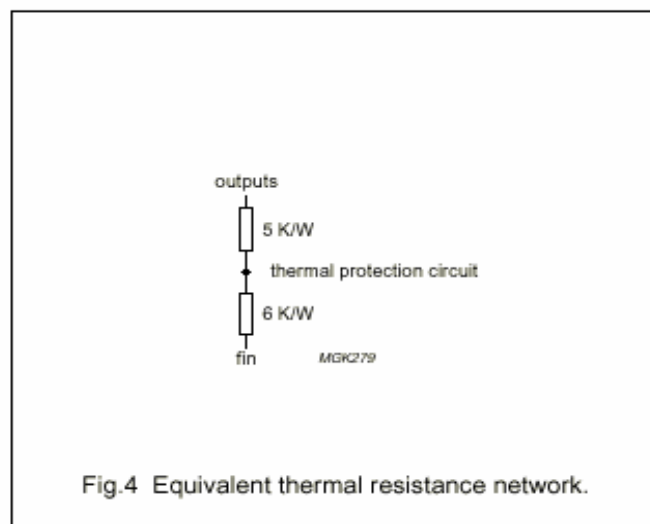 outputs
5 K/W
thermal protection circuit
6 K/W
fin
MGK279
Fig.4 Equivalent thermal resistance network.